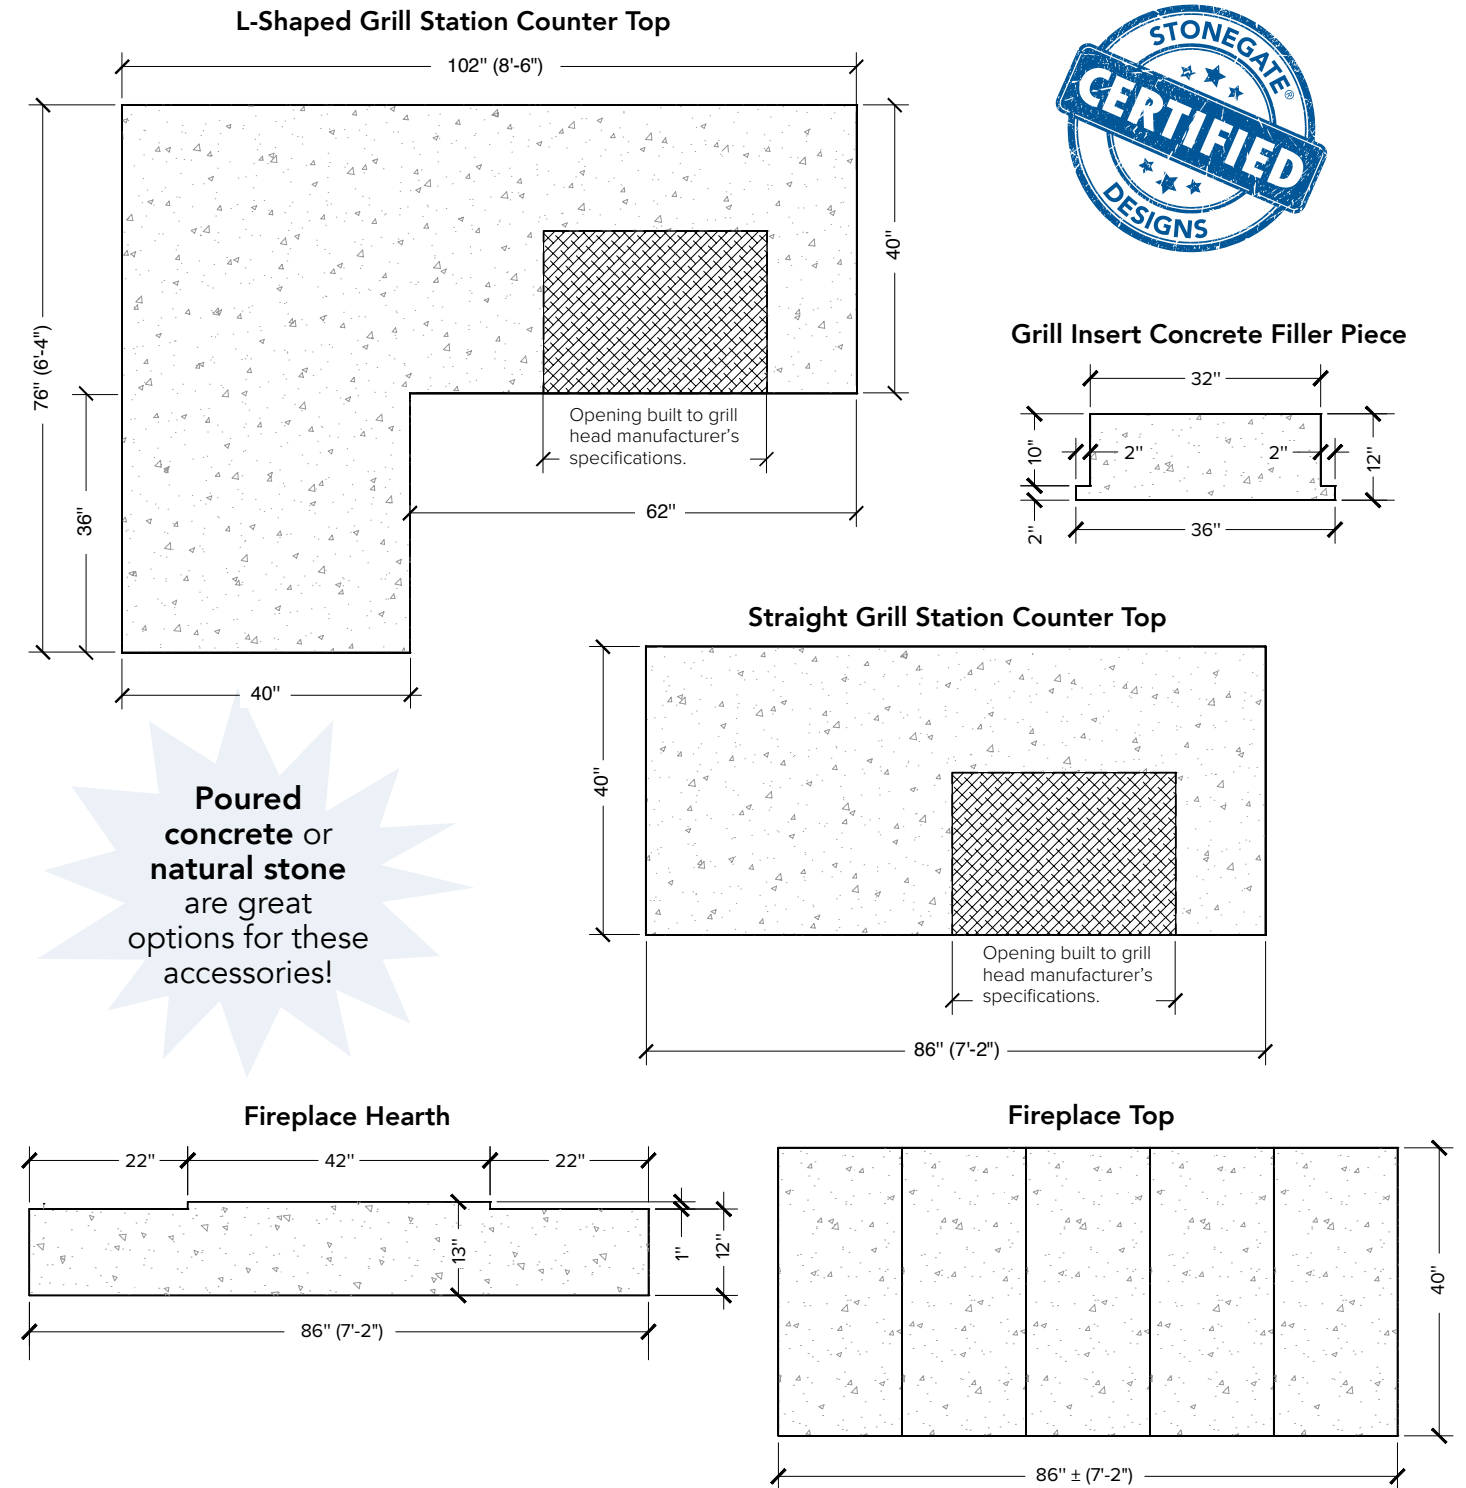 L-Shaped Grill Station Counter Top
102" (8'-6")
76" (6'-4")
36"
40"
40"
62"
Opening built to grill
head manufacturer's
specifications.
STONEGATE®
CERTIFIED
DESIGNS
Grill Insert Concrete Filler Piece
32"
10"
2"
2"
12"
2"
36"
Straight Grill Station Counter Top
40"
Opening built to grill
head manufacturer's
specifications.
86" (7'-2")
Poured
concrete or
natural stone
are great
options for these
accessories!
Fireplace Hearth
22"
42"
22"
13"
1"
12"
86" (7'-2")
Fireplace Top
40"
86" ± (7'-2")